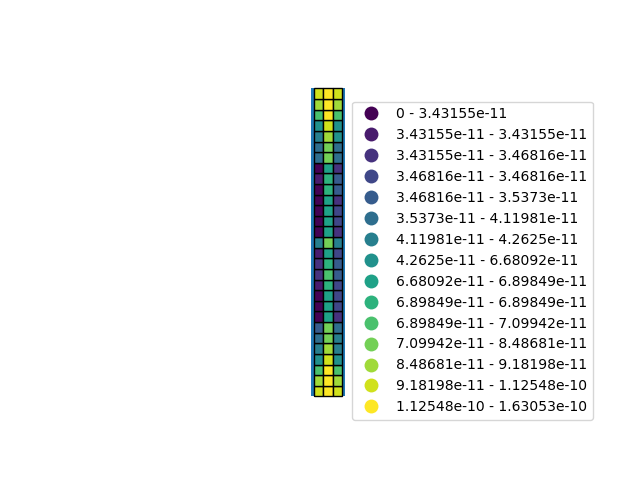 0 - 3.43155e-11
3.43155e-11 - 3.43155e-11
3.43155e-11 - 3.46816e-11
3.46816e-11 - 3.46816e-11
3.46816e-11 - 3.5373e-11
3.5373e-11 - 4.11981e-11
4.11981e-11 - 4.2625e-11
4.2625e-11 - 6.68092e-11
6.68092e-11 - 6.89849e-11
6.89849e-11 - 6.89849e-11
6.89849e-11 - 7.09942e-11
7.09942e-11 - 8.48681e-11
8.48681e-11 - 9.18198e-11
9.18198e-11 - 1.12548e-10
1.12548e-10 - 1.63053e-10